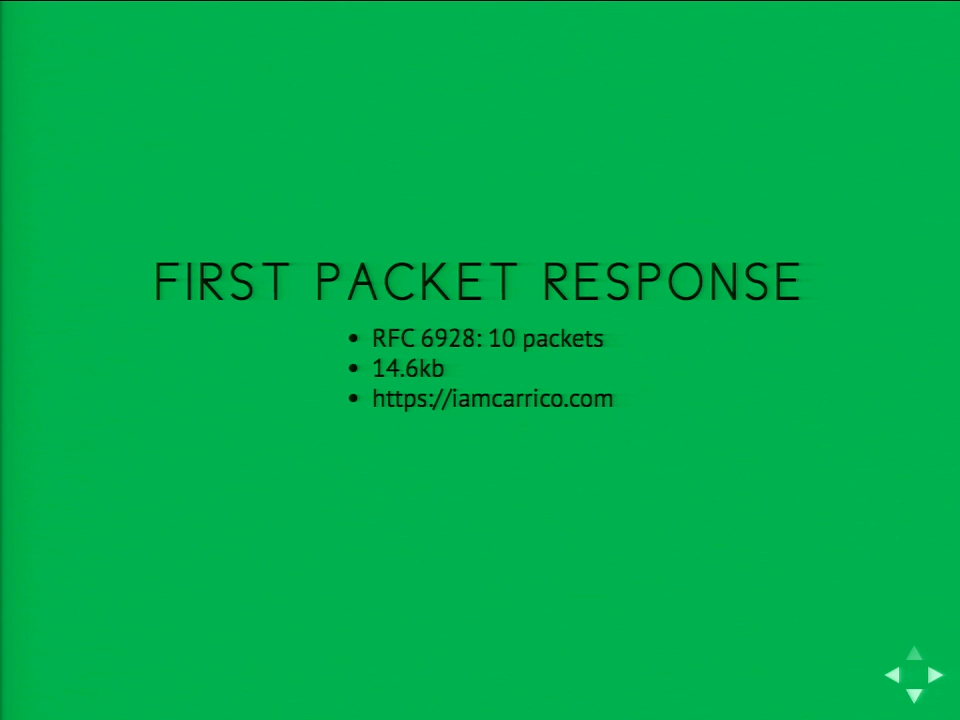 FIRST PACKET RESPONSE
• RFC 6928: 10 packets
• 14.6kb
• https://iamcarrico.com